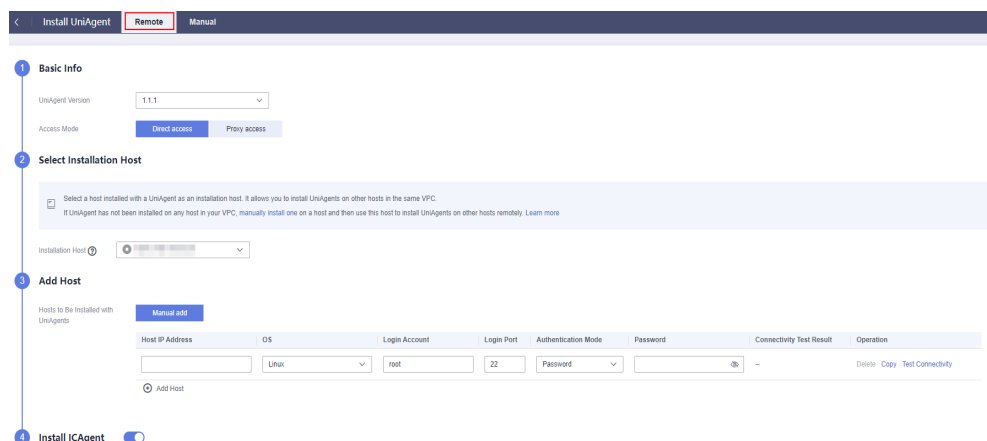 Install UniAgent Remote Manual
1 Basic Info
UniAgent Version 1.1.1
Access Mode Direct access Proxy access
2 Select Installation Host
Select a host installed with a UniAgent as an installation host. It allows you to install UniAgents on other hosts in the same VPC.
If UniAgent has not been installed on any host in your VPC, manually install one on a host and then use this host to install UniAgents on other hosts remotely. Learn more
Installation Host ?
3 Add Host
Hosts to Be Installed with
UniAgents
Manual add
Host IP Address OS Login Account Login Port Authentication Mode Password Connectivity Test Result Operation
Linux root 22 Password -- Delete Copy Test Connectivity
Add Host
4 Install ICAgent